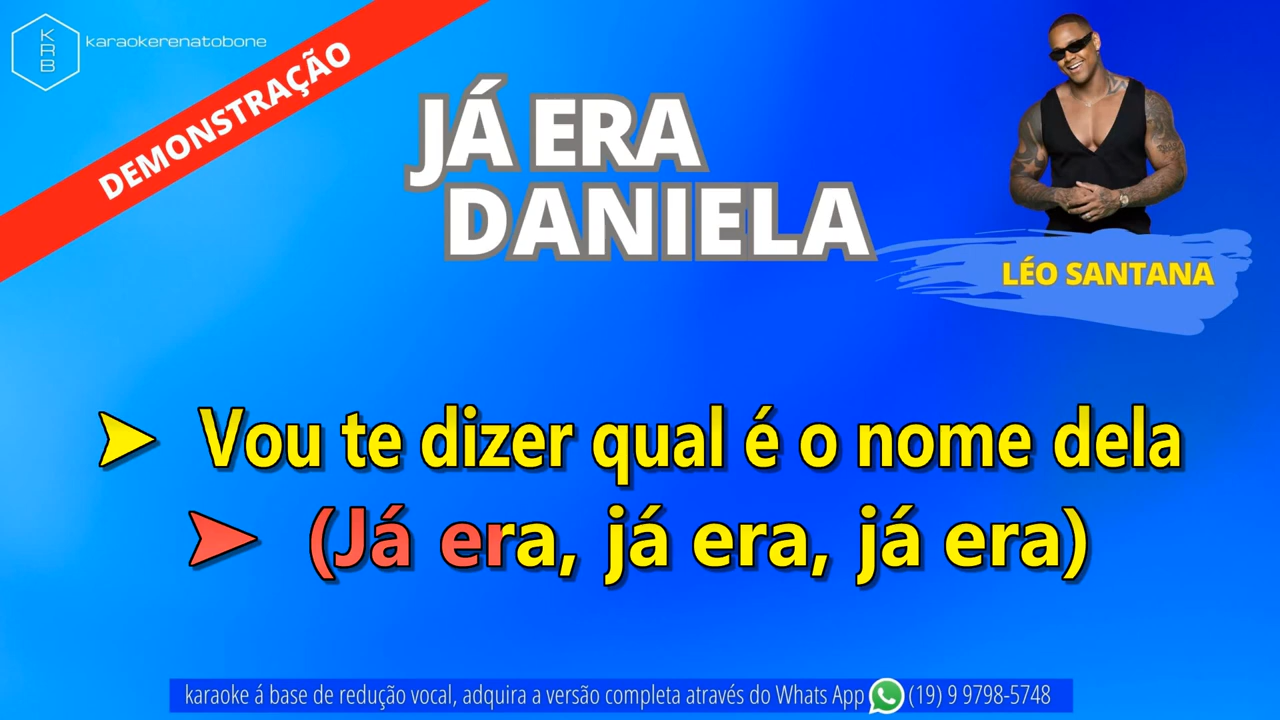 K
R
B
karaokerenatobone
DEMONSTRAÇÃO
JÁ ERA
DANIELA
LÉO SANTANA
Vou te dizer qual é o nome dela
(Já era, já era, já era)
karaoke á base de redução vocal, adquira a versão completa através do Whats App (19) 9 9798-5748